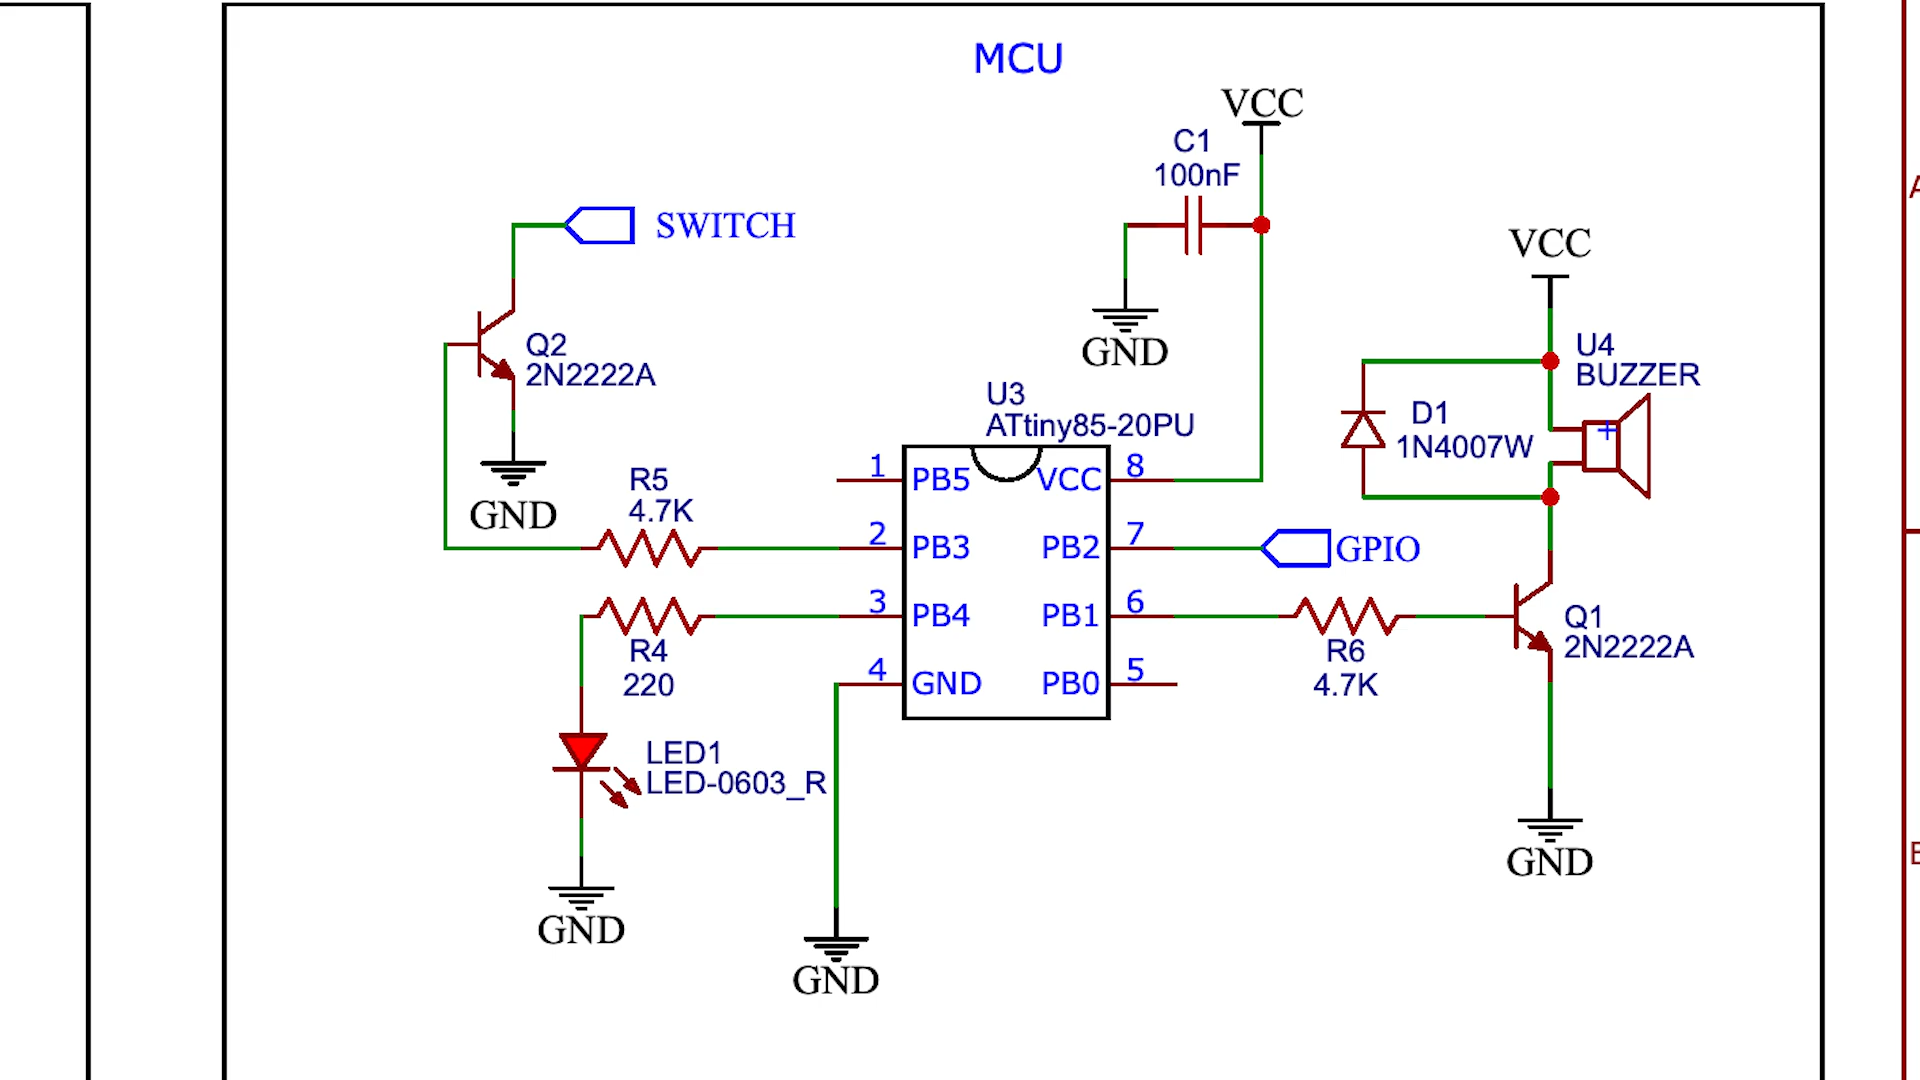 MCU
VCC
C1
100nF
SWITCH
GND
VCC
Q2
2N2222A
GND
U4
BUZZER
D1
1N4007W
+
U3
ATtiny85-20PU
R5
4.7K
1 PB5 VCC 8
2 PB3 PB2 7
GPIO
3 PB4 PB1 6
4 GND PB0 5
R4
220
R6
4.7K
Q1
2N2222A
LED1
LED-0603_R
GND
GND
GND